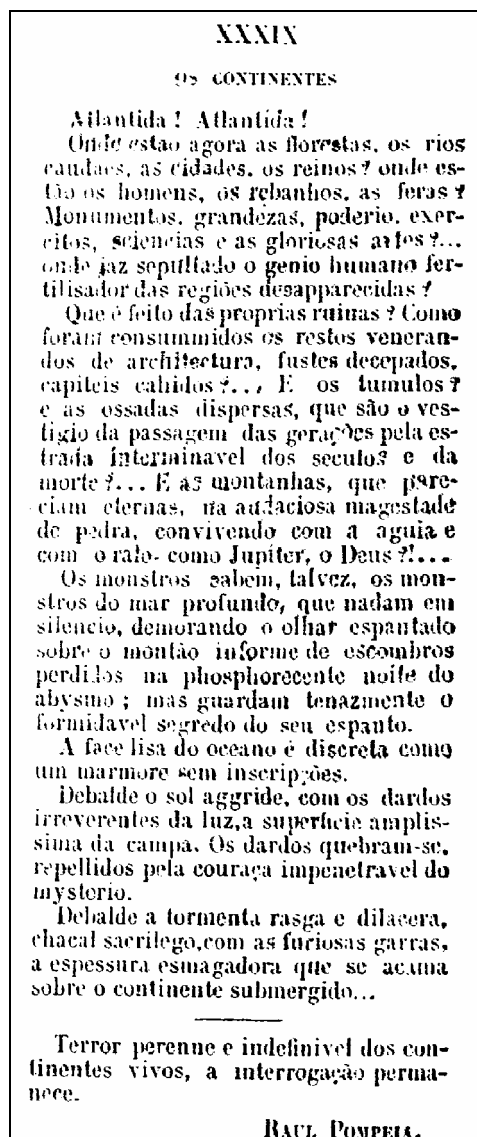 XXXIX
OS CONTINENTES
Atlantida! Atlantida!
Onde estão agora as florestas, os rios
caudaes, as cidades, os reinos? onde es-
tão os homens, os rebanhos, as feras?
Monumentos, grandezas, poderio, exer-
citos, sciencias e as gloriosas artes?...
onde jaz sepultado o genio humano fer-
tilisador das regiões desapparecidas?
Que é feito das proprias ruinas? Como
foram consummidos os restos veneran-
dos de architectura, fustes decepados,
capiteis cahidos?... E os tumulos?
e as ossadas dispersas, que são o ves-
tigio da passagem das gerações pela es-
trada interminavel dos seculos e da
morte?... E as montanhas, que pare-
ciam eternas, na audaciosa magestade
de pedra, convivendo com a aguia e
com o raio- como Jupiter, o Deus?!...
Os monstros sabem, talvez, os mon-
stros do mar profundo, que nadam em
silencio, demorando o olhar espantado
sobre o montão informe de escombros
perdidos na phosphorecente noite do
abysmo; mas guardam tenazmente o
formidavel segredo do seu espanto.
A face lisa do oceano é discreta como
um marmore sem inscripções.
Debalde o sol aggride, com os dardos
irreverentes da luz,a superficie amplis-
sima da campa. Os dardos quebram-se,
repellidos pela couraça impenetravel do
mysterio.
Debalde a tormenta rasga e dilacera,
chacal sacrilego,com as furiosas garras,
a espessura esmagadora que se acama
sobre o continente submergido...
Terror perenne e indefinivel dos con-
tinentes vivos, a interrogação perma-
nece.
RAUL POMPEIA.